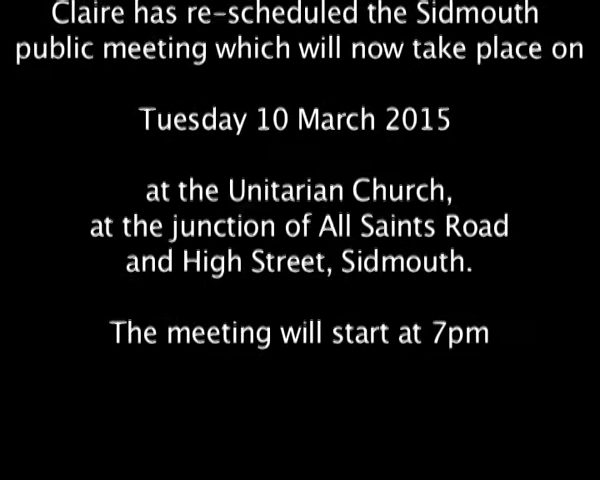 Claire has re-scheduled the Sidmouth
public meeting which will now take place on
Tuesday 10 March 2015
at the Unitarian Church,
at the junction of All Saints Road
and High Street, Sidmouth.
The meeting will start at 7pm